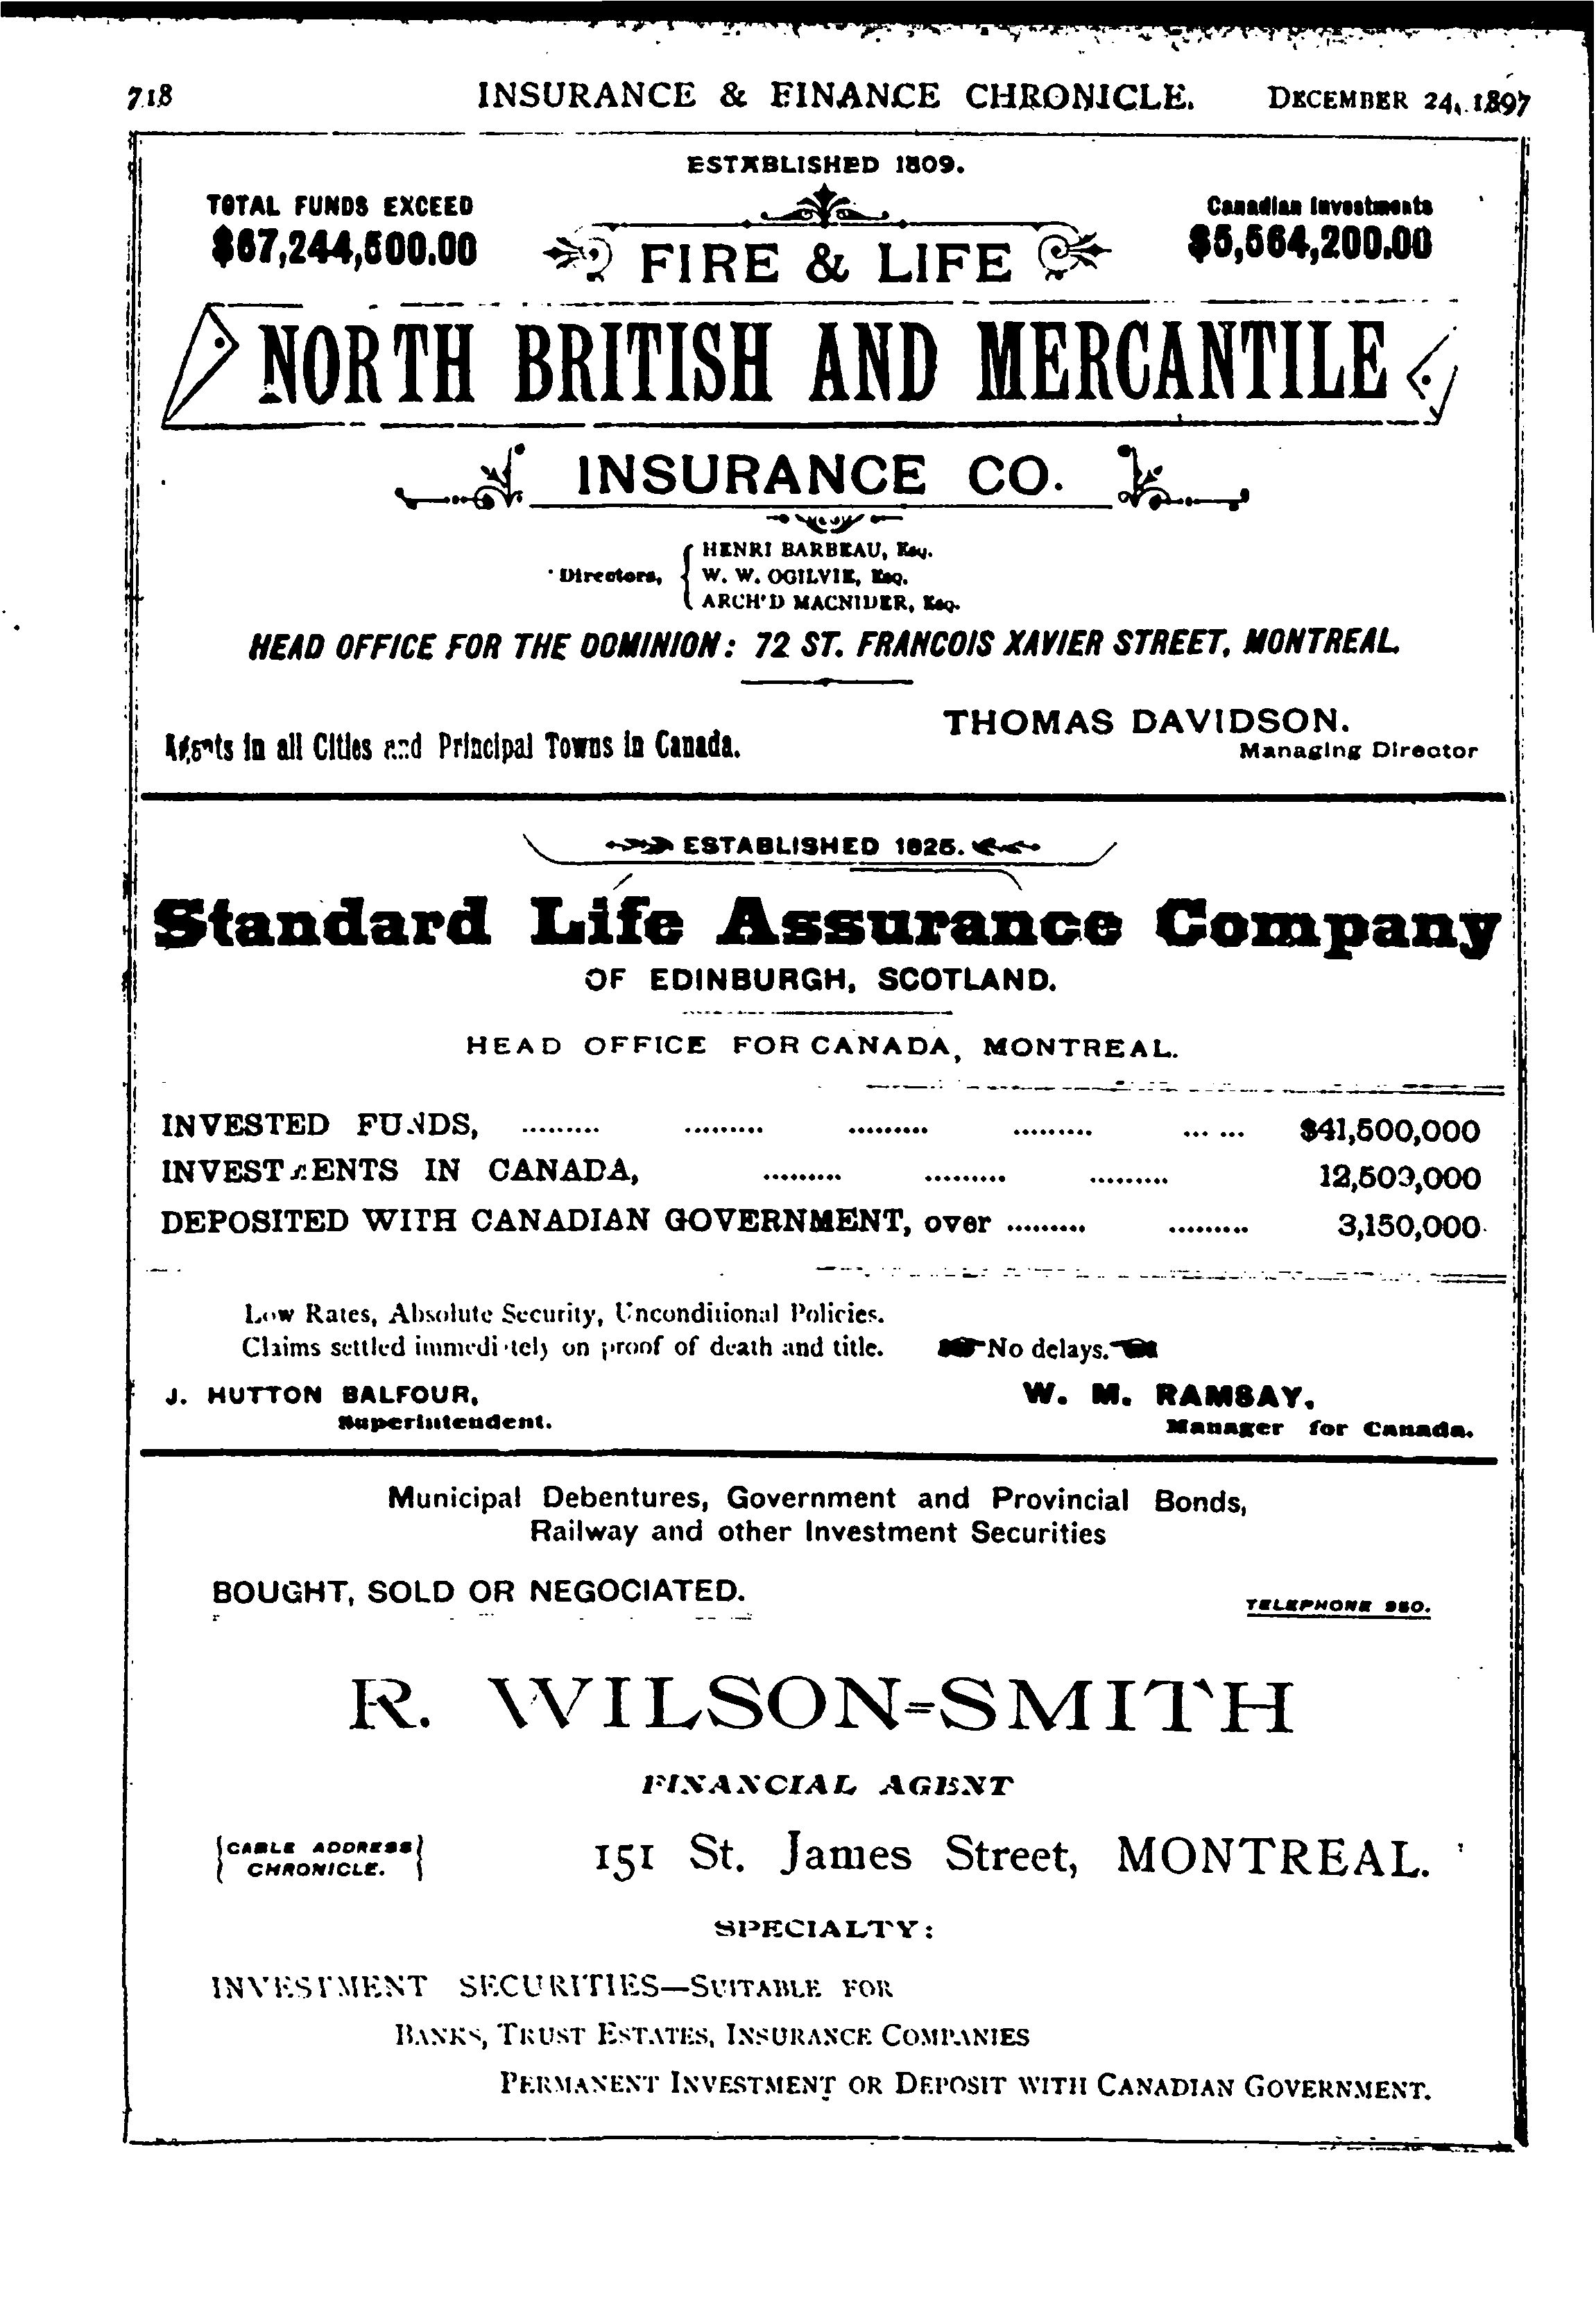 718 INSURANCE & FINANCE CHRONICLE. DECEMBER 24, 1897
ESTABLISHED 1809.
TOTAL FUNDS EXCEED
$67,244,500.00
FIRE & LIFE
Canadian Investments
$5,564,200.00
NORTH BRITISH AND MERCANTILE
INSURANCE CO.
Directors,
HENRI BARBEAU, Esq.
W. W. OGILVIE, Esq.
ARCH'D MACNIDER, Esq.
HEAD OFFICE FOR THE DOMINION: 72 ST. FRANCOIS XAVIER STREET, MONTREAL.
Agents in all Cities and Principal Towns in Canada.
THOMAS DAVIDSON.
Managing Director
ESTABLISHED 1825.
Standard Life Assurance Company
OF EDINBURGH, SCOTLAND.
HEAD OFFICE FOR CANADA, MONTREAL.
INVESTED FUNDS, ......... ......... ......... ......... ... ... $41,500,000
INVESTMENTS IN CANADA, ......... ......... ......... 12,500,000
DEPOSITED WITH CANADIAN GOVERNMENT, over ......... ......... 3,150,000
Low Rates, Absolute Security, Unconditional Policies.
Claims settled immediately on proof of death and title. No delays.
J. HUTTON BALFOUR,
Superintendent.
W. M. RAMSAY,
Manager for Canada.
Municipal Debentures, Government and Provincial Bonds,
Railway and other Investment Securities
BOUGHT, SOLD OR NEGOCIATED.
TELEPHONE 950.
R. WILSON=SMITH
FINANCIAL AGENT
CABLE ADDRESS
CHRONICLE.
151 St. James Street, MONTREAL.
SPECIALTY:
INVESTMENT SECURITIES—SUITABLE FOR
BANKS, TRUST ESTATES, INSURANCE COMPANIES
PERMANENT INVESTMENT OR DEPOSIT WITH CANADIAN GOVERNMENT.